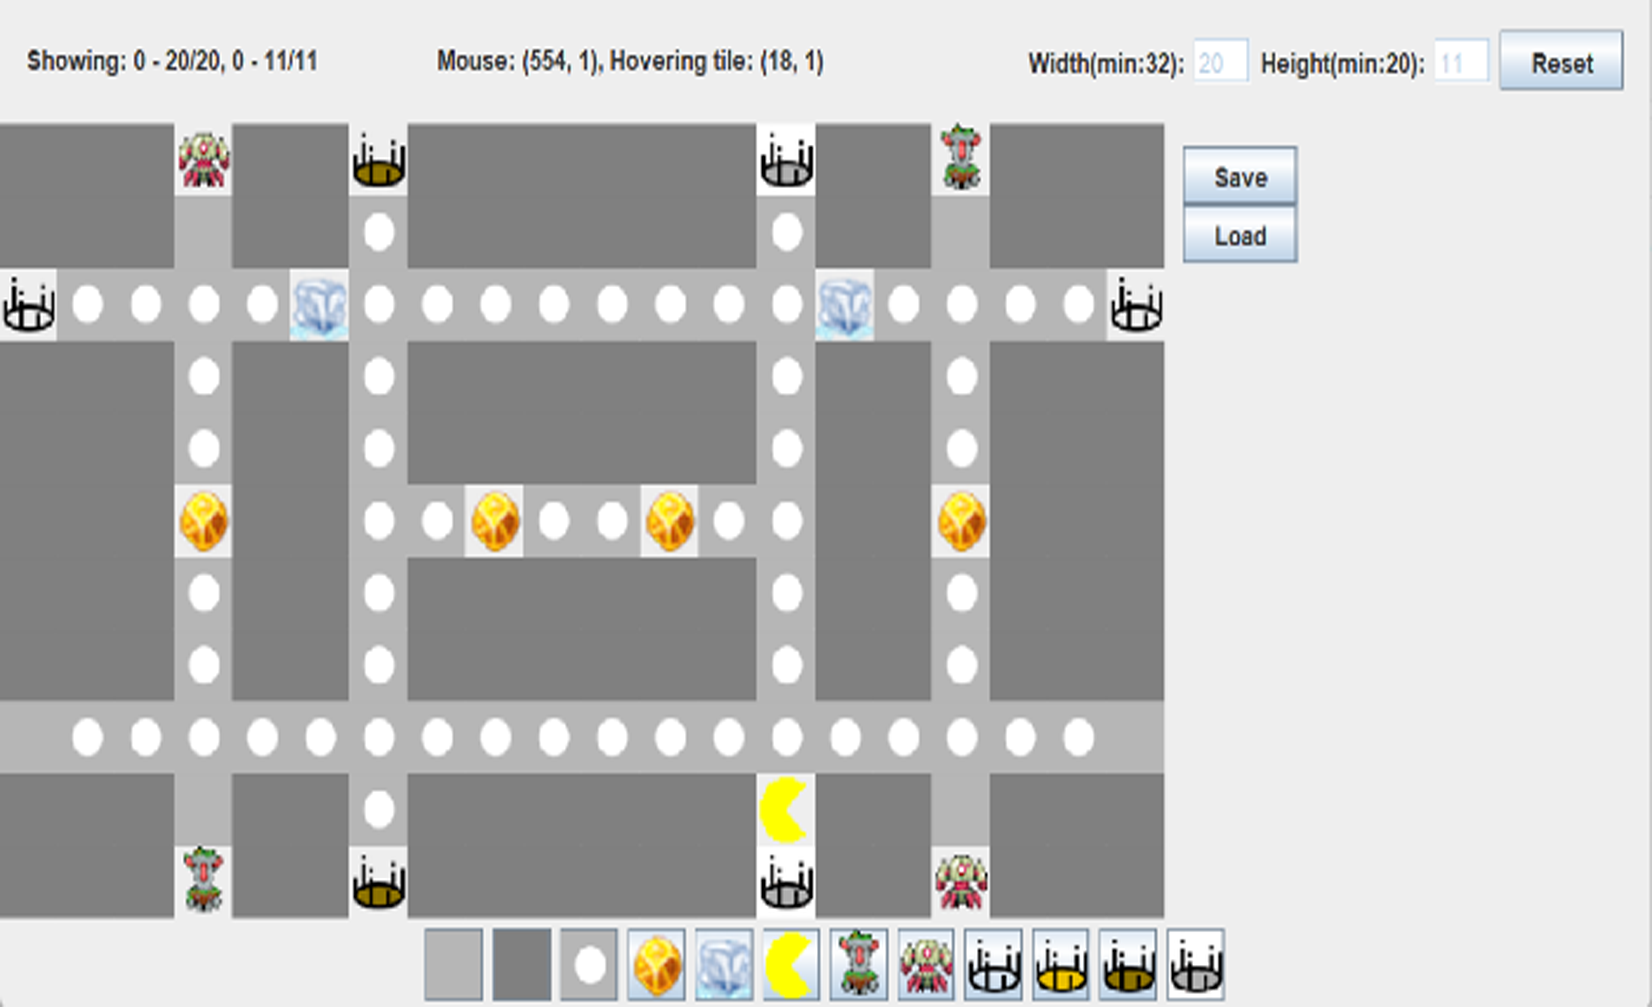 Showing: 0 - 20/20, 0 - 11/11
Mouse: (554, 1), Hovering tile: (18, 1)
Width(min:32): 20 Height(min:20): 11 Reset
Save
Load